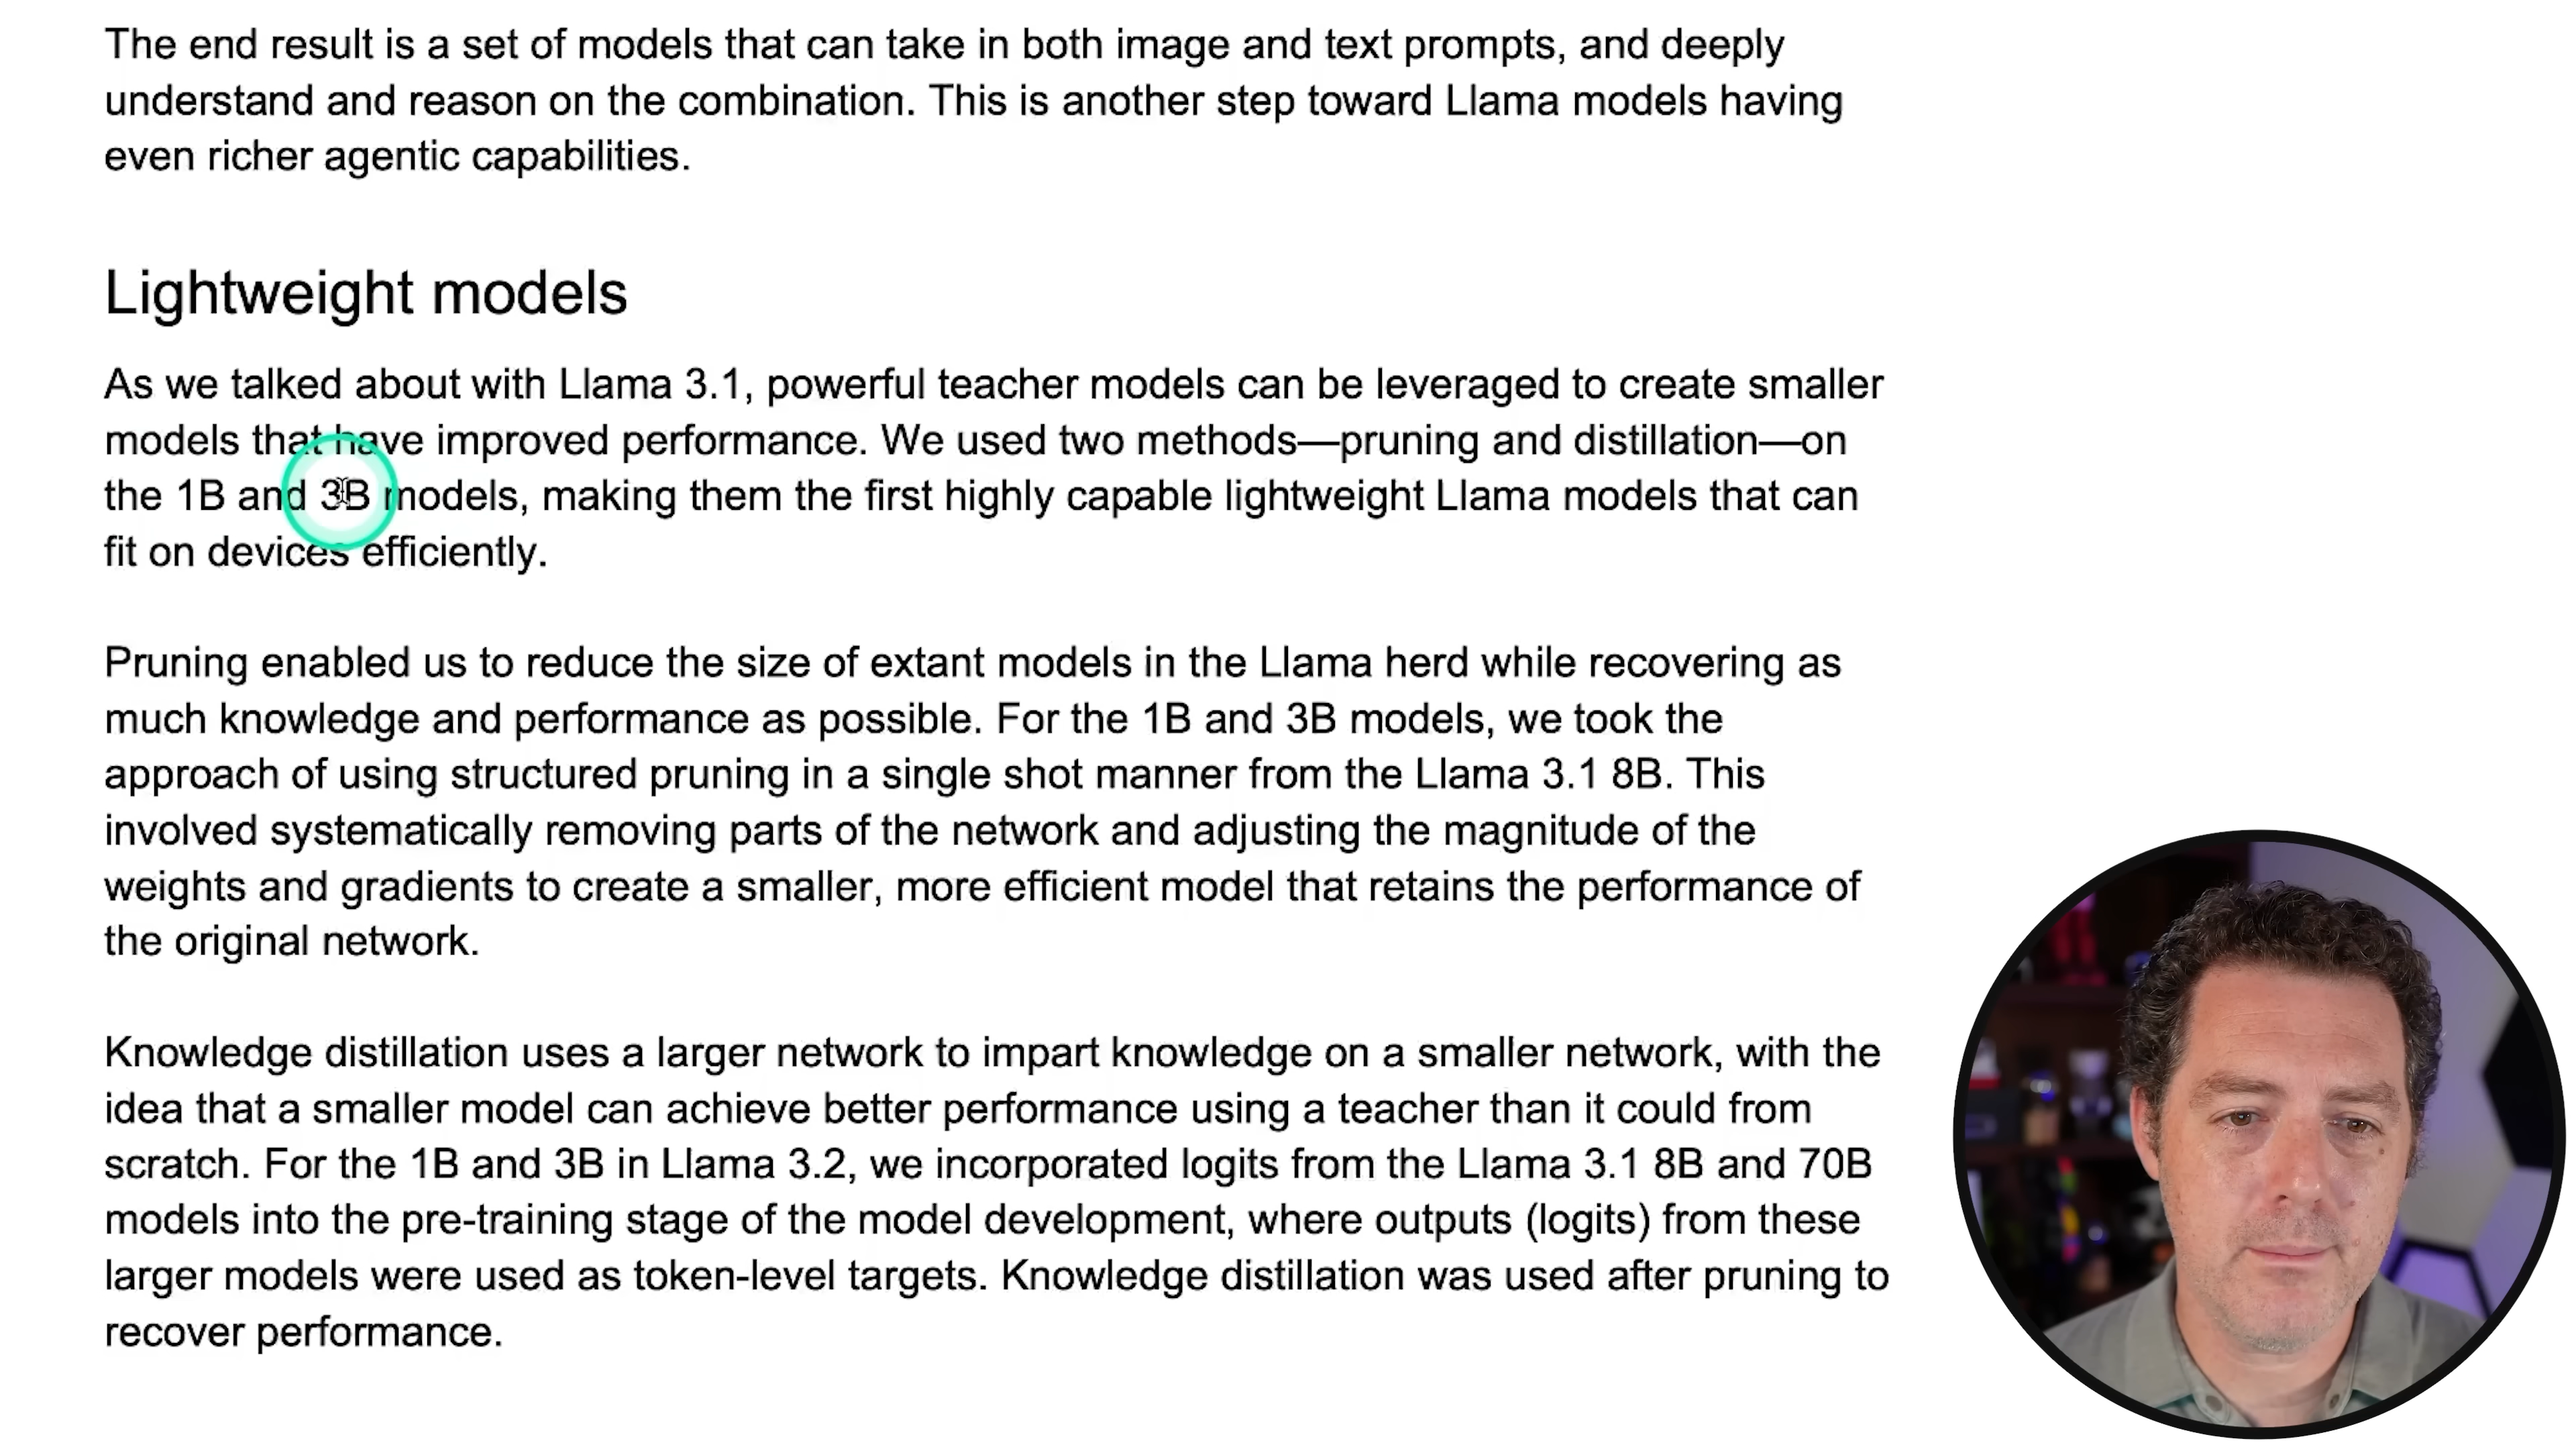 The end result is a set of models that can take in both image and text prompts, and deeply
understand and reason on the combination. This is another step toward Llama models having
even richer agentic capabilities.
Lightweight models
As we talked about with Llama 3.1, powerful teacher models can be leveraged to create smaller
models that have improved performance. We used two methods—pruning and distillation—on
the 1B and 3B models, making them the first highly capable lightweight Llama models that can
fit on devices efficiently.
Pruning enabled us to reduce the size of extant models in the Llama herd while recovering as
much knowledge and performance as possible. For the 1B and 3B models, we took the
approach of using structured pruning in a single shot manner from the Llama 3.1 8B. This
involved systematically removing parts of the network and adjusting the magnitude of the
weights and gradients to create a smaller, more efficient model that retains the performance of
the original network.
Knowledge distillation uses a larger network to impart knowledge on a smaller network, with the
idea that a smaller model can achieve better performance using a teacher than it could from
scratch. For the 1B and 3B in Llama 3.2, we incorporated logits from the Llama 3.1 8B and 70B
models into the pre-training stage of the model development, where outputs (logits) from these
larger models were used as token-level targets. Knowledge distillation was used after pruning to
recover performance.